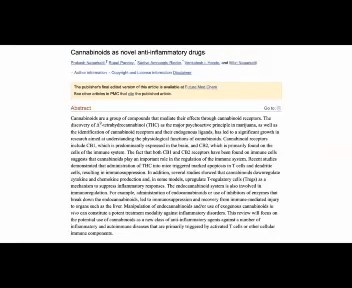 Cannabinoids as novel anti-inflammatory drugs
Prakash Nagarkatti, Rupal Pandey, Sadiye Amcaoglu Rieder, Venkatesh L Hegde, and Mitzi Nagarkatti
Author information Copyright and License information Disclaimer
The publisher's final edited version of this article is available at Future Med Chem
See other articles in PMC that cite the published article.
Abstract
Go to:
Cannabinoids are a group of compounds that mediate their effects through cannabinoid receptors. The
discovery of Δ9-tetrahydrocannabinol (THC) as the major psychoactive principle in marijuana, as well as
the identification of cannabinoid receptors and their endogenous ligands, has led to a significant growth in
research aimed at understanding the physiological functions of cannabinoids. Cannabinoid receptors
include CB1, which is predominantly expressed in the brain, and CB2, which is primarily found on the
cells of the immune system. The fact that both CB1 and CB2 receptors have been found on immune cells
suggests that cannabinoids play an important role in the regulation of the immune system. Recent studies
demonstrated that administration of THC into mice triggered marked apoptosis in T cells and dendritic
cells, resulting in immunosuppression. In addition, several studies showed that cannabinoids downregulate
cytokine and chemokine production and, in some models, upregulate T-regulatory cells (Tregs) as a
mechanism to suppress inflammatory responses. The endocannabinoid system is also involved in
immunoregulation. For example, administration of endocannabinoids or use of inhibitors of enzymes that
break down the endocannabinoids, led to immunosuppression and recovery from immune-mediated injury
to organs such as the liver. Manipulation of endocannabinoids and/or use of exogenous cannabinoids in
vivo can constitute a potent treatment modality against inflammatory disorders. This review will focus on
the potential use of cannabinoids as a new class of anti-inflammatory agents against a number of
inflammatory and autoimmune diseases that are primarily triggered by activated T cells or other cellular
immune components.